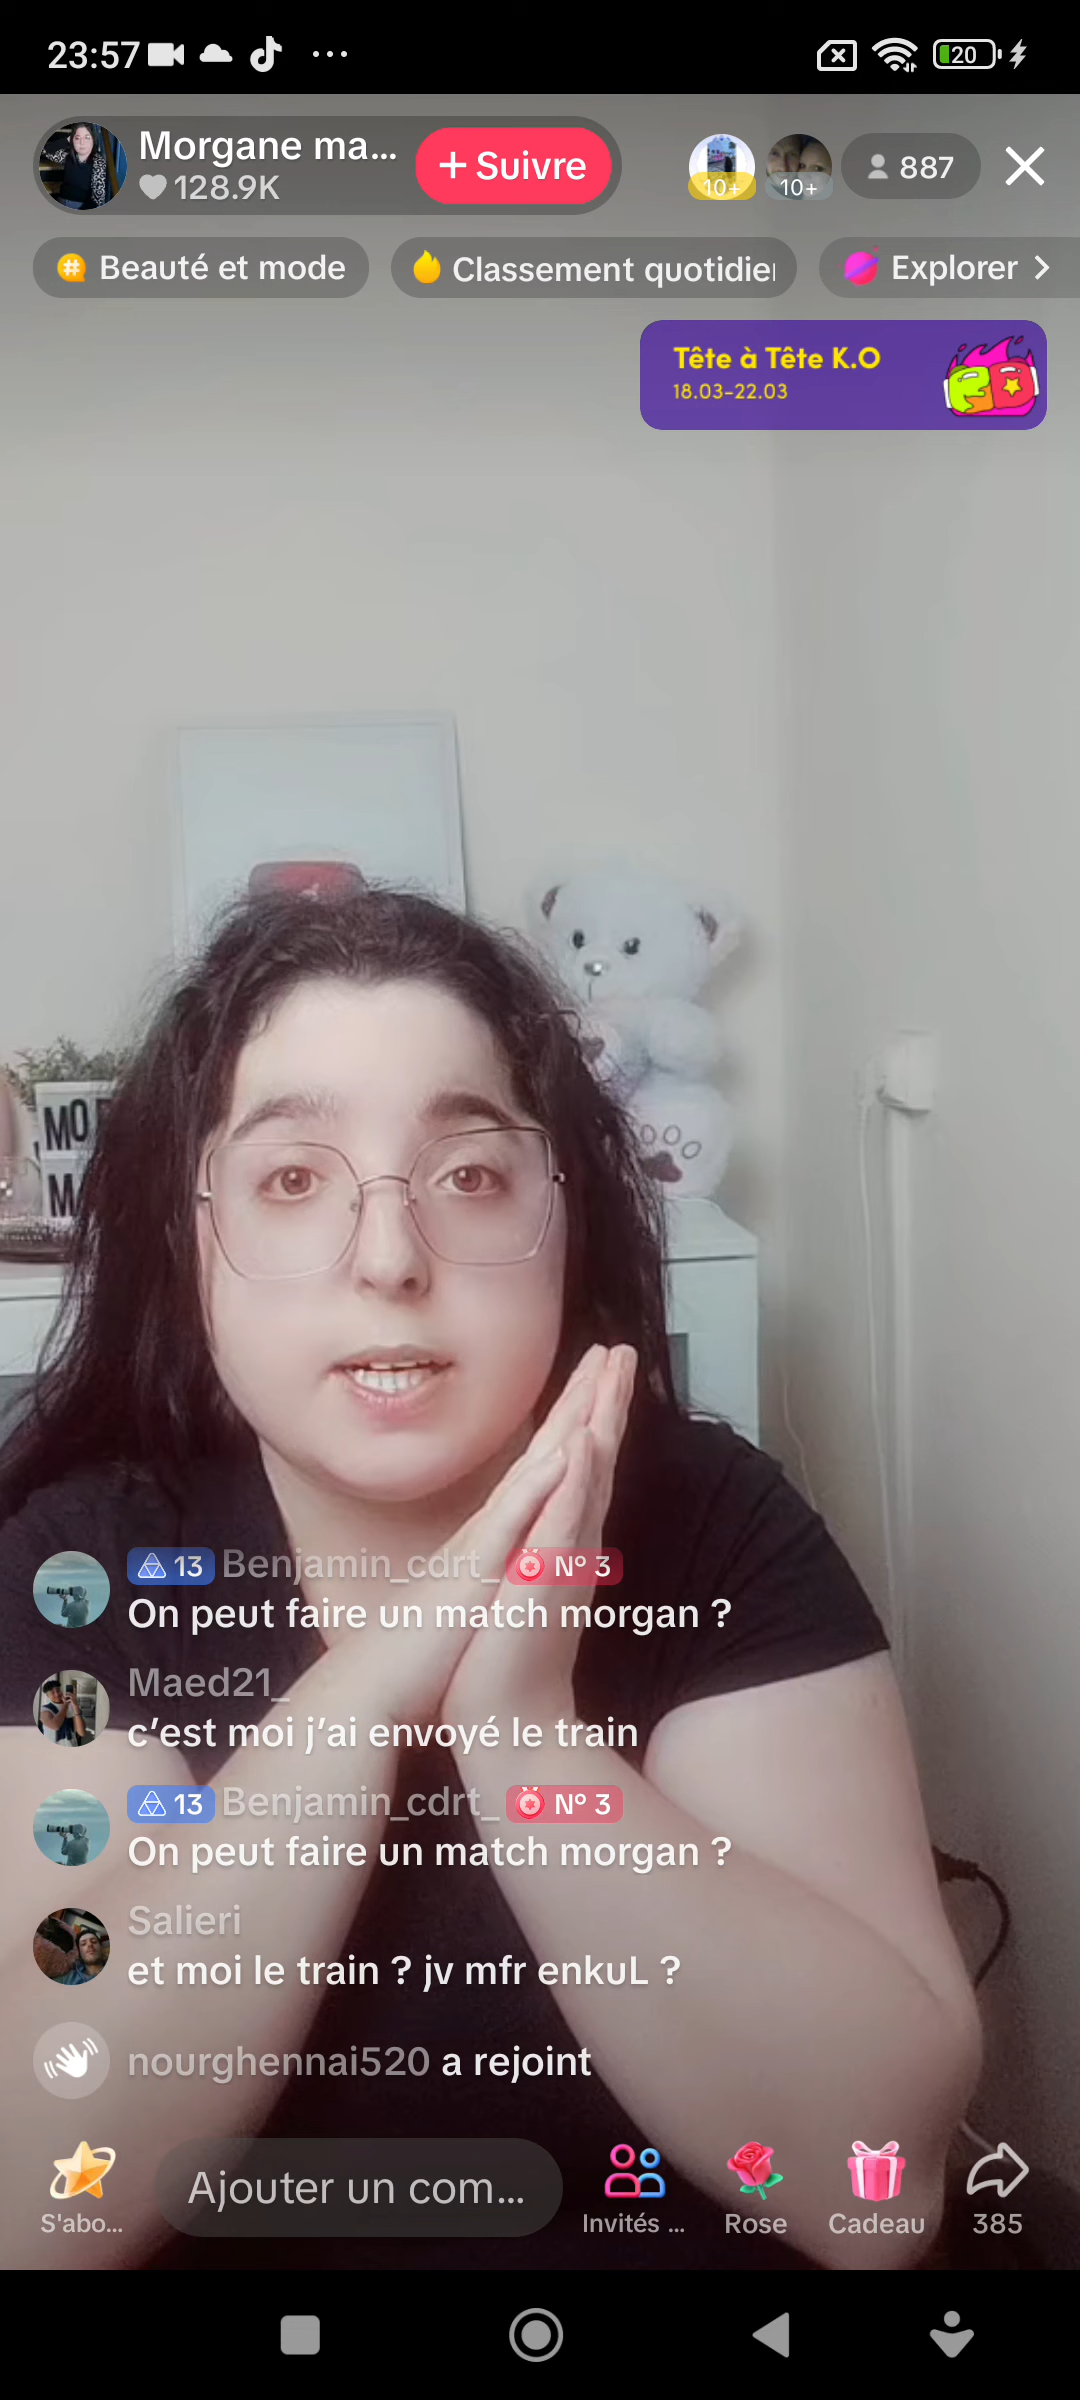 23:57
20
Morgane ma...
128.9K
+ Suivre
10+
10+
887
Beauté et mode
Classement quotidie
Explorer >
Tête à Tête K.O
18.03-22.03
MO
M
13 Benjamin_cdrt_ N° 3
On peut faire un match morgan ?
Maed21_
c’est moi j’ai envoyé le train
13 Benjamin_cdrt_ N° 3
On peut faire un match morgan ?
Salieri
et moi le train ? jv mfr enkuL ?
nourghennai520 a rejoint
S'abo...
Ajouter un com...
Invités ...
Rose
Cadeau
385